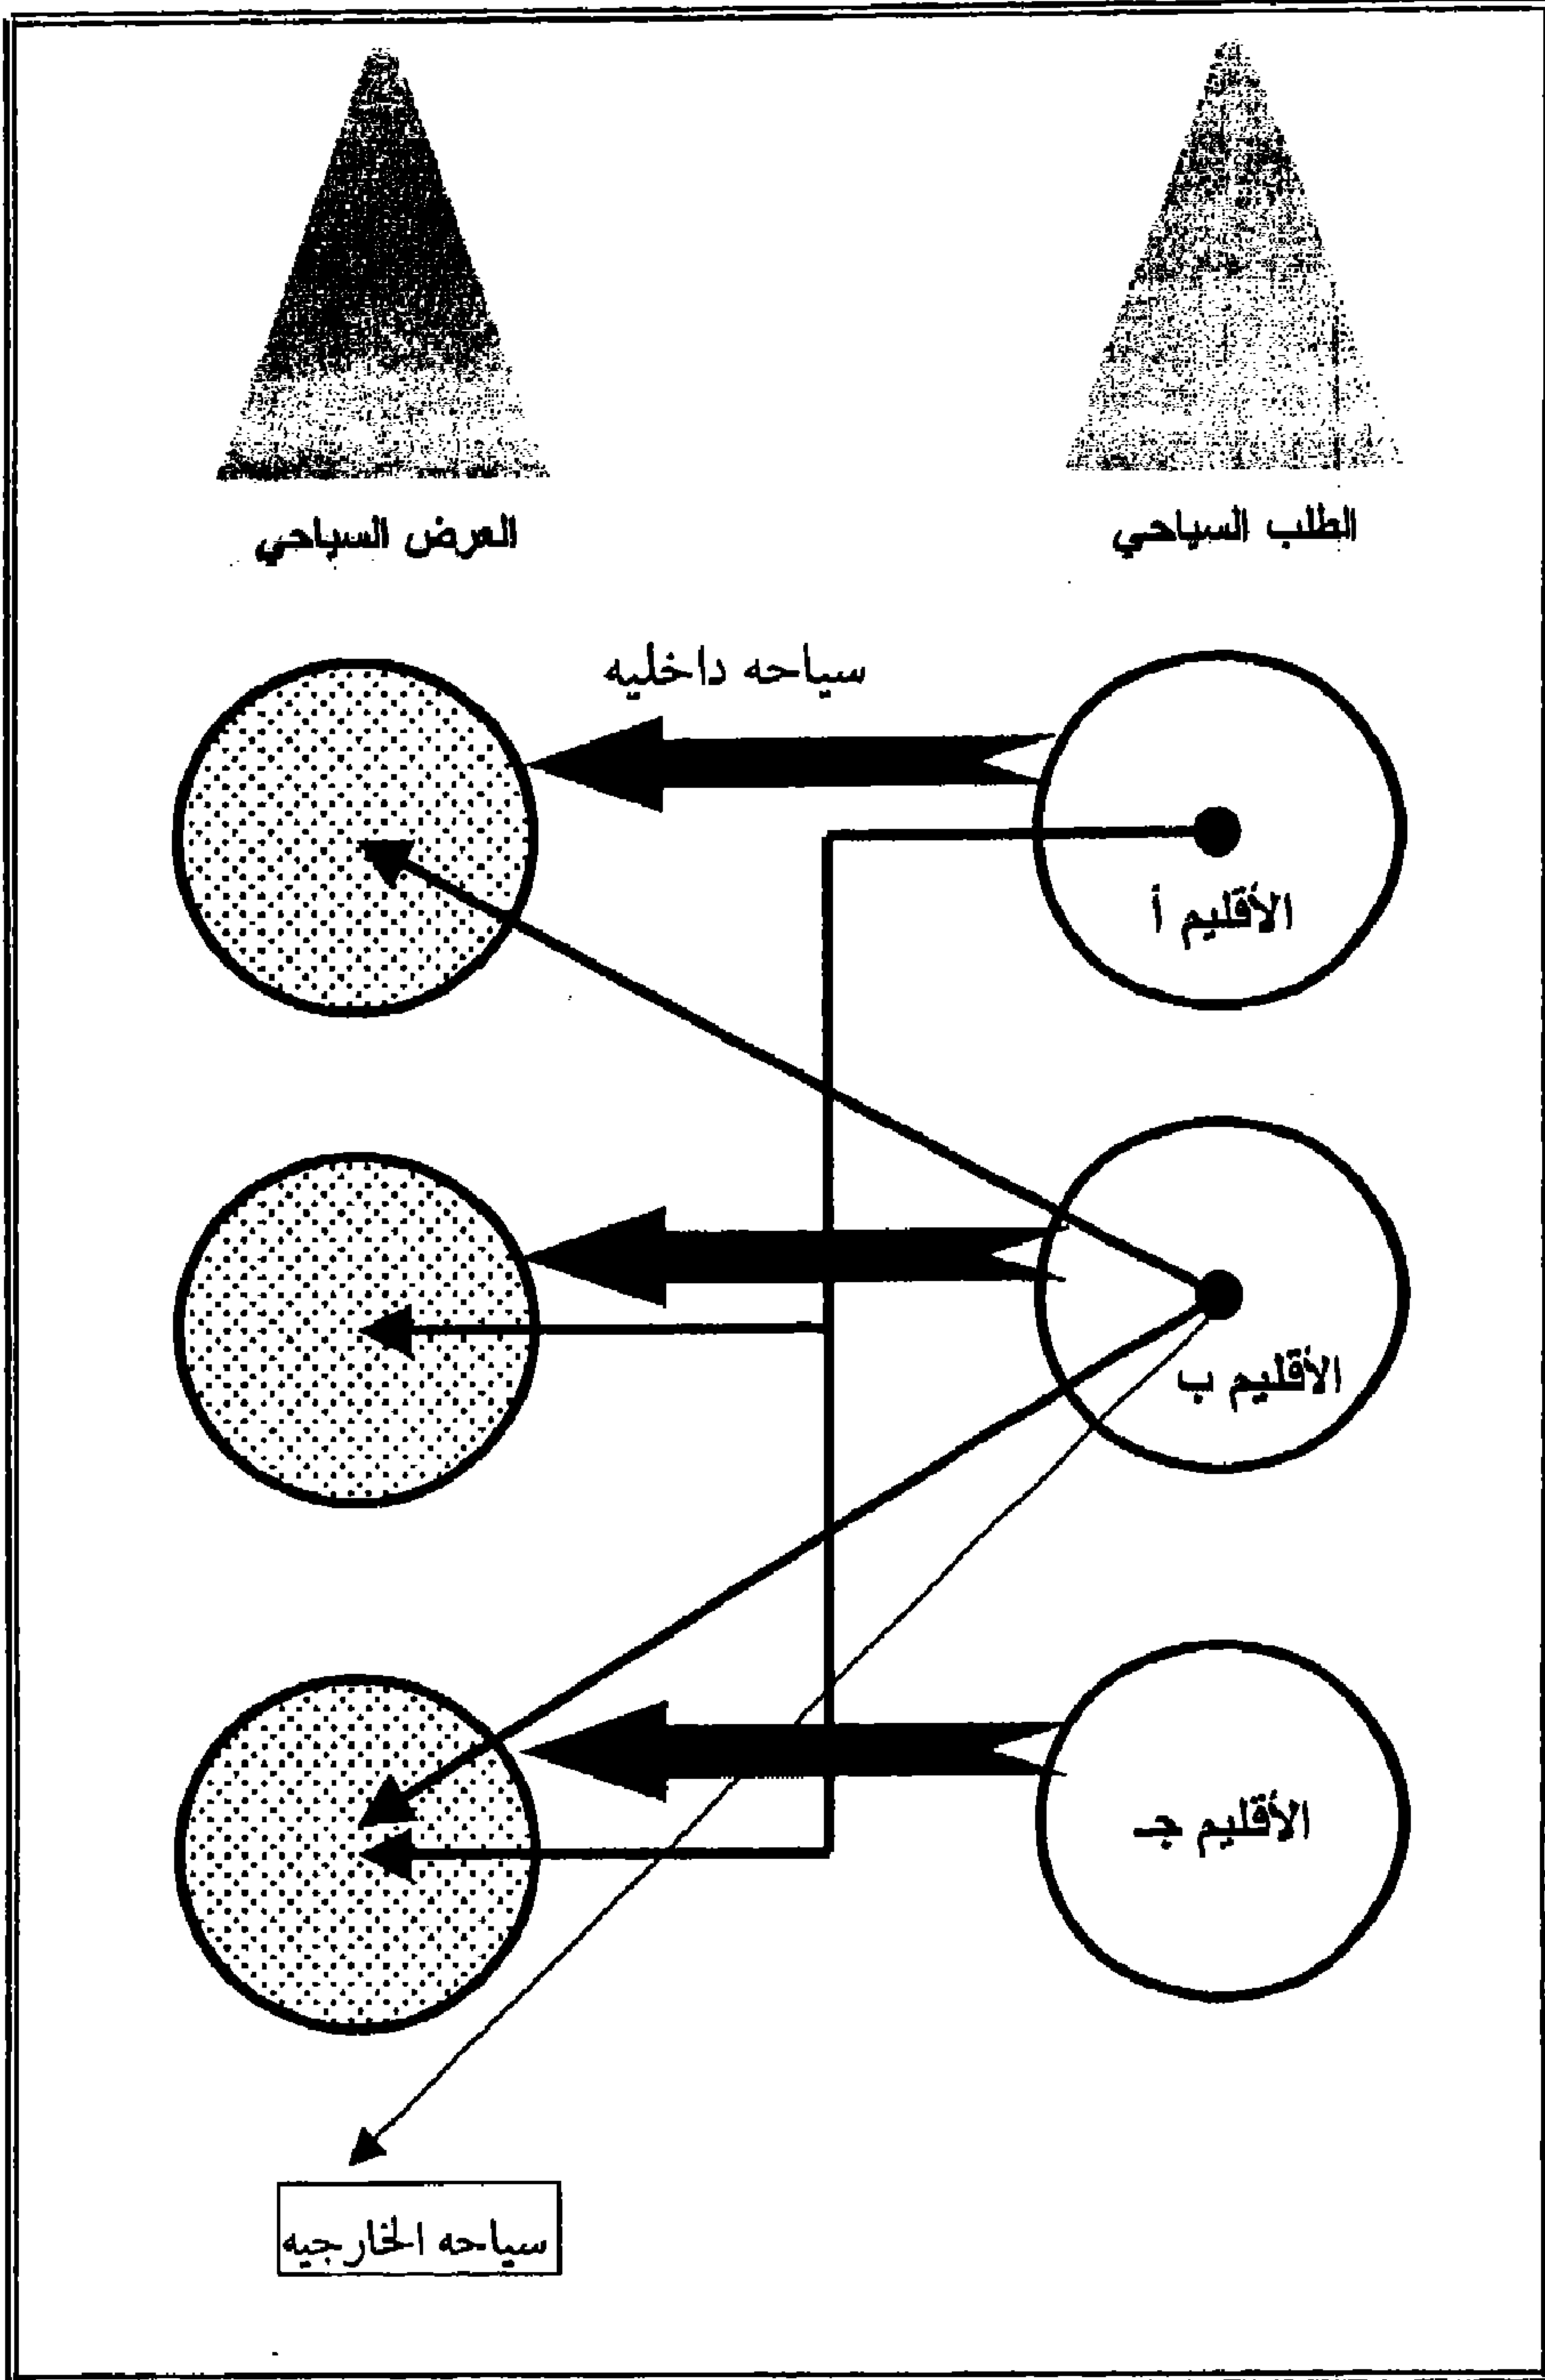 الطلب السياحي
العرض السياحي
سياحه داخليه
الأقليم أ
الأقليم ب
الأقليم جـ
سياحه الخارجيه